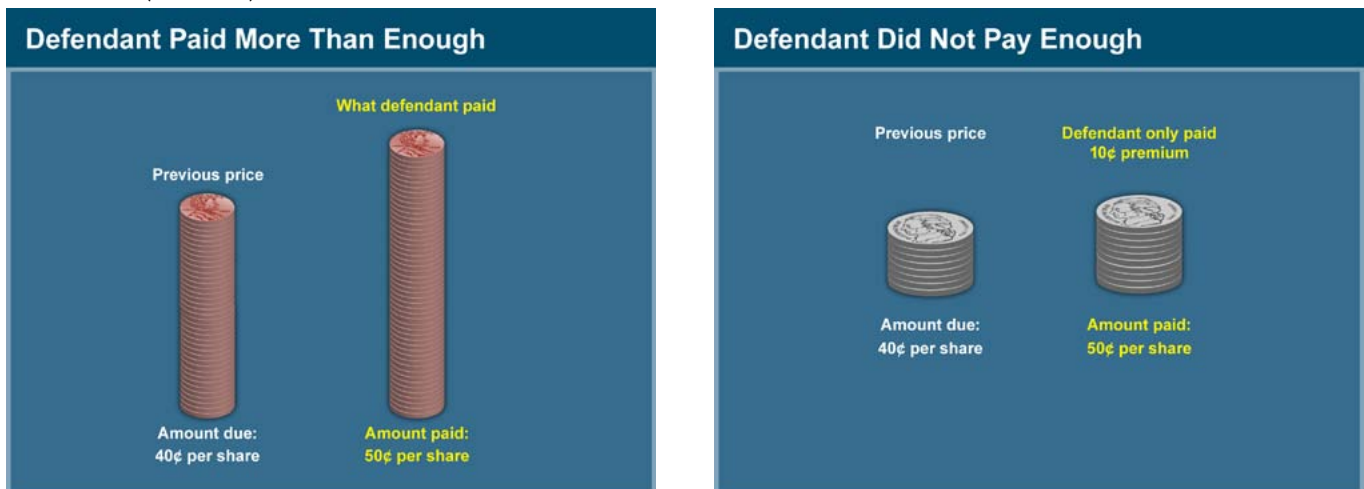 Defendant Paid More Than Enough
What defendant paid
Previous price
Amount due:
40¢ per share
Amount paid:
50¢ per share
Defendant Did Not Pay Enough
Previous price
Defendant only paid
10¢ premium
Amount due:
40¢ per share
Amount paid:
50¢ per share